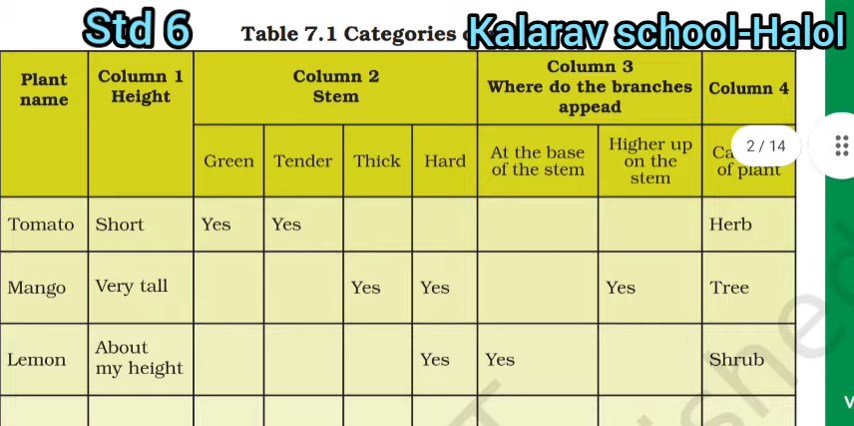 Std 6
Table 7.1 Categories
Kalarav school-Halol
Plant name
Column 1 Height
Column 2 Stem
Column 3
Where do the branches
appead
Column 4
Green Tender Thick Hard
At the base
of the stem
Higher up
on the
stem
2 / 14
of plant
Tomato Short Yes Yes Herb
Mango Very tall Yes Yes Yes Tree
Lemon About my height Yes Yes Shrub